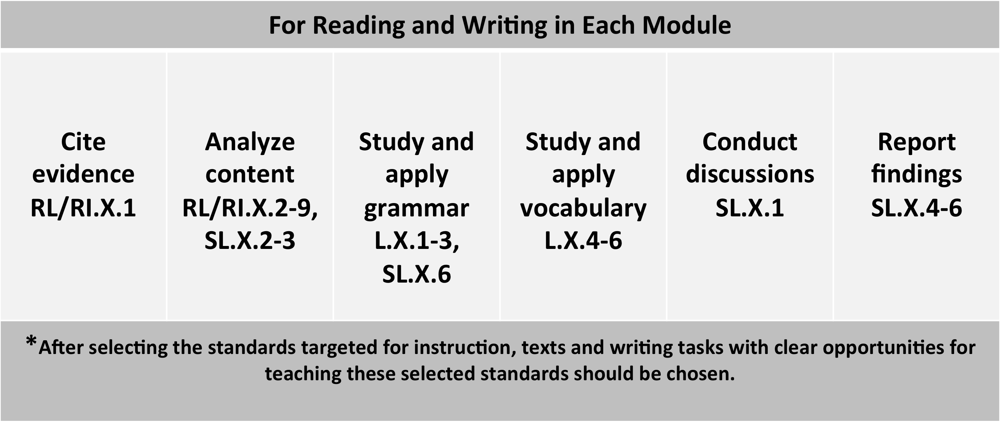 For Reading and Writing in Each Module
Cite
evidence
RL/RI.X.1
Analyze
content
RL/RI.X.2-9,
SL.X.2-3
Study and
apply
grammar
L.X.1-3,
SL.X.6
Study and
apply
vocabulary
L.X.4-6
Conduct
discussions
SL.X.1
Report
findings
SL.X.4-6
*After selecting the standards targeted for instruction, texts and writing tasks with clear opportunities for
teaching these selected standards should be chosen.